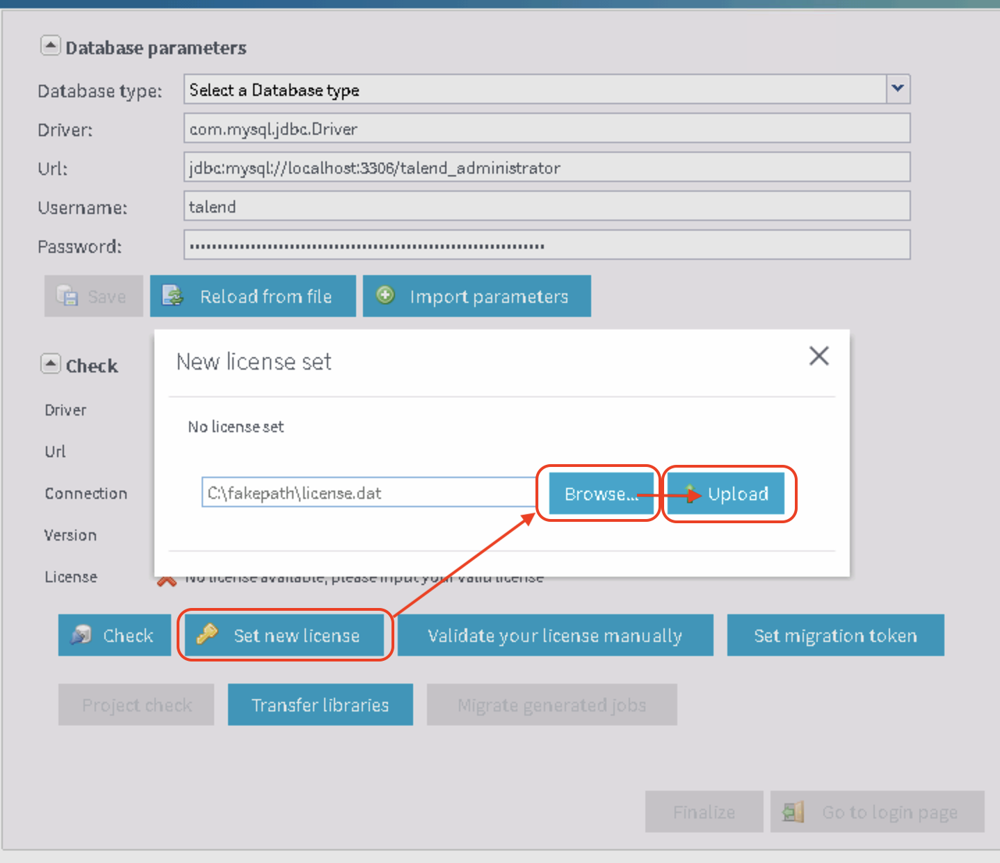 Database parameters
Database type: Select a Database type
Driver: com.mysql.jdbc.Driver
Url: jdbc:mysql://localhost:3306/talend_administrator
Username: talend
Password: ••••••••••••••••••••••••••••••••••••••••••••••••••••••••••••••••
Save Reload from file Import parameters
New license set
Check
Driver
No license set
Url
Connection C:\fakepath\license.dat Browse... Upload
Version
License No license available, please input your valid license
Check Set new license Validate your license manually Set migration token
Project check Transfer libraries Migrate generated jobs
Finalize Go to login page